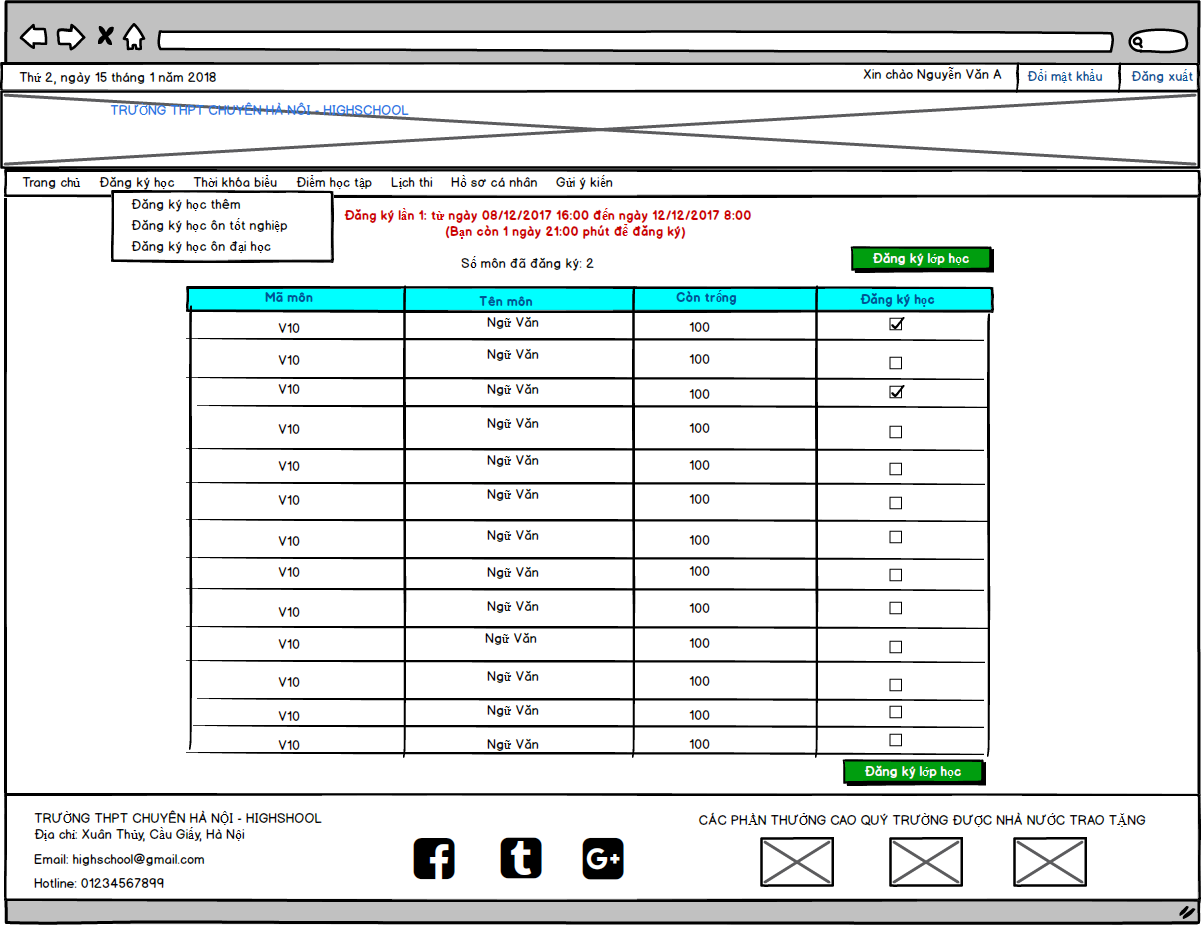 Thứ 2, ngày 15 tháng 1 năm 2018 Xin chào Nguyễn Văn A Đổi mật khẩu Đăng xuất
TRƯỜNG THPT CHUYÊN HÀ NỘI - HIGHSCHOOL
Trang chủ Đăng ký học Thời khóa biểu Điểm học tập Lịch thi Hồ sơ cá nhân Gửi ý kiến
Đăng ký học thêm
Đăng ký học ôn tốt nghiệp
Đăng ký học ôn đại học
Đăng ký lần 1: từ ngày 08/12/2017 16:00 đến ngày 12/12/2017 8:00
(Bạn còn 1 ngày 21:00 phút để đăng ký)
Số môn đã đăng ký: 2
Đăng ký lớp học
Mã môn Tên môn Còn trống Đăng ký học
V10 Ngữ Văn 100
V10 Ngữ Văn 100
V10 Ngữ Văn 100
V10 Ngữ Văn 100
V10 Ngữ Văn 100
V10 Ngữ Văn 100
V10 Ngữ Văn 100
V10 Ngữ Văn 100
V10 Ngữ Văn 100
V10 Ngữ Văn 100
V10 Ngữ Văn 100
V10 Ngữ Văn 100
V10 Ngữ Văn 100
Đăng ký lớp học
TRƯỜNG THPT CHUYÊN HÀ NỘI - HIGHSHOOL
Địa chỉ: Xuân Thủy, Cầu Giấy, Hà Nội
Email: highschool@gmail.com
Hotline: 01234567899
f t G+
CÁC PHẦN THƯỞNG CAO QUÝ TRƯỜNG ĐƯỢC NHÀ NƯỚC TRAO TẶNG